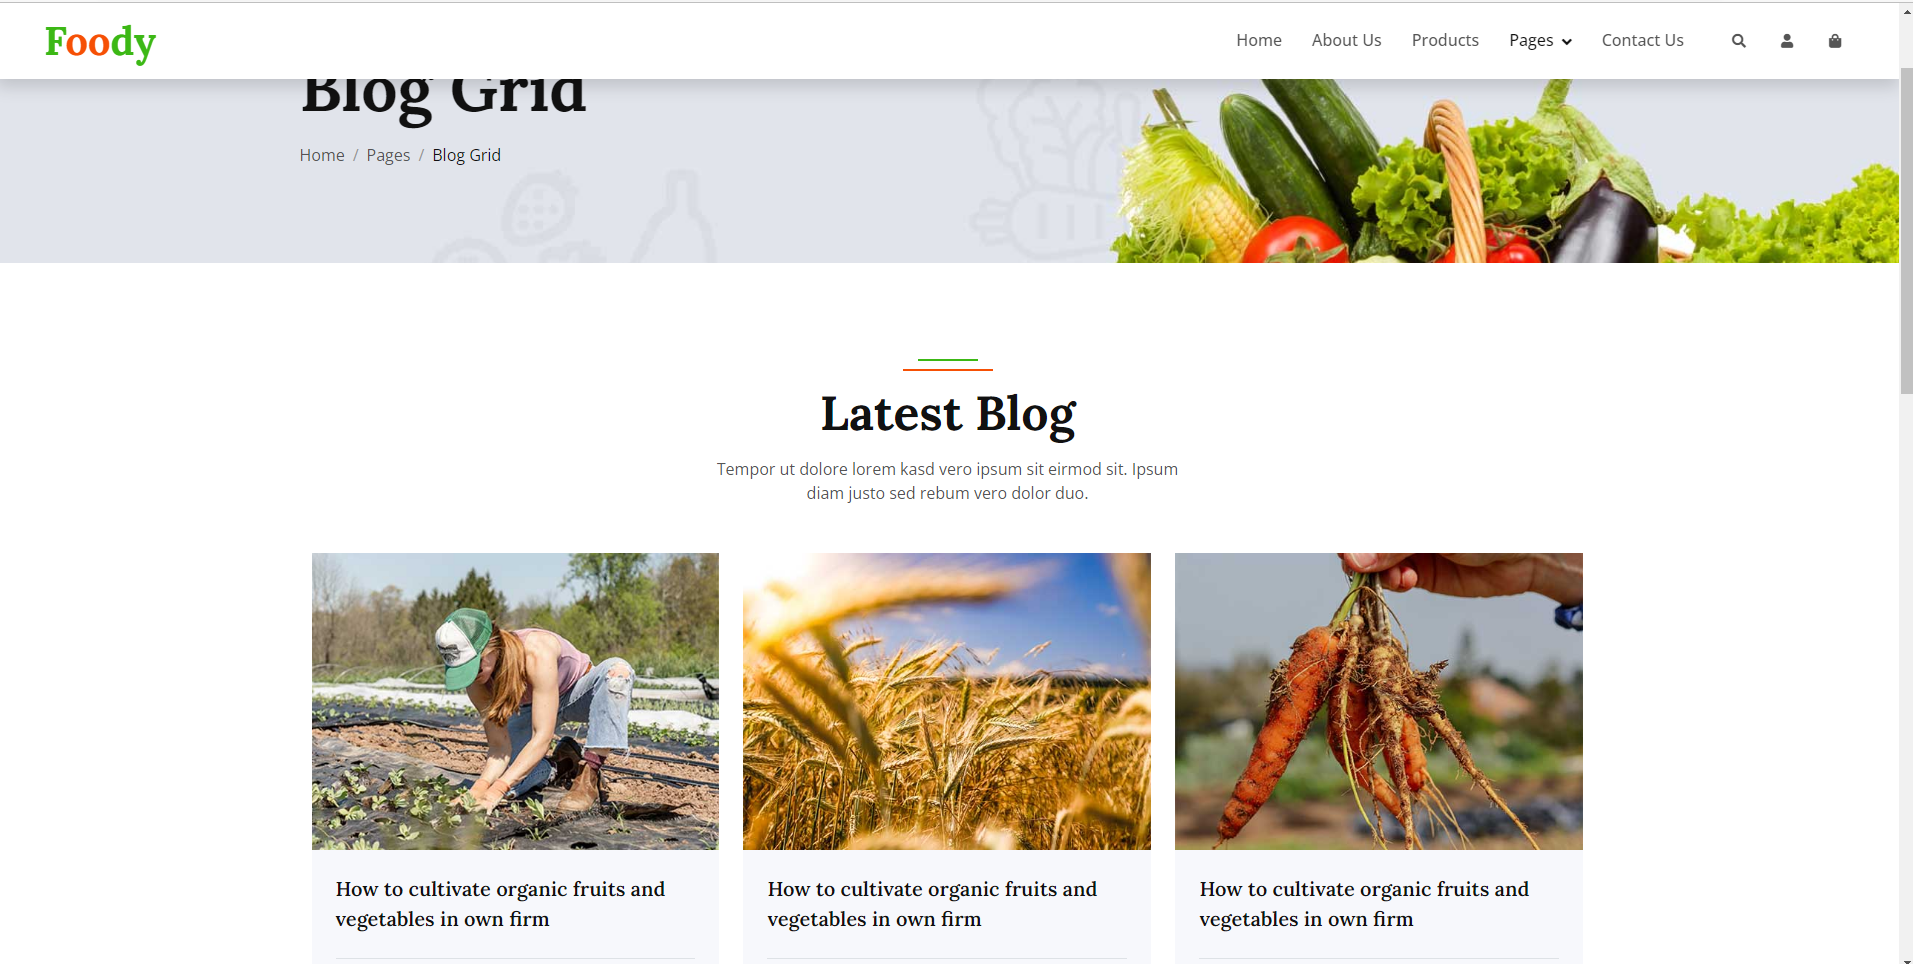 Foody
Home About Us Products Pages Contact Us
Blog Grid
Home / Pages / Blog Grid
Latest Blog
Tempor ut dolore lorem kasd vero ipsum sit eirmod sit. Ipsum
diam justo sed rebum vero dolor duo.
How to cultivate organic fruits and
vegetables in own firm
How to cultivate organic fruits and
vegetables in own firm
How to cultivate organic fruits and
vegetables in own firm